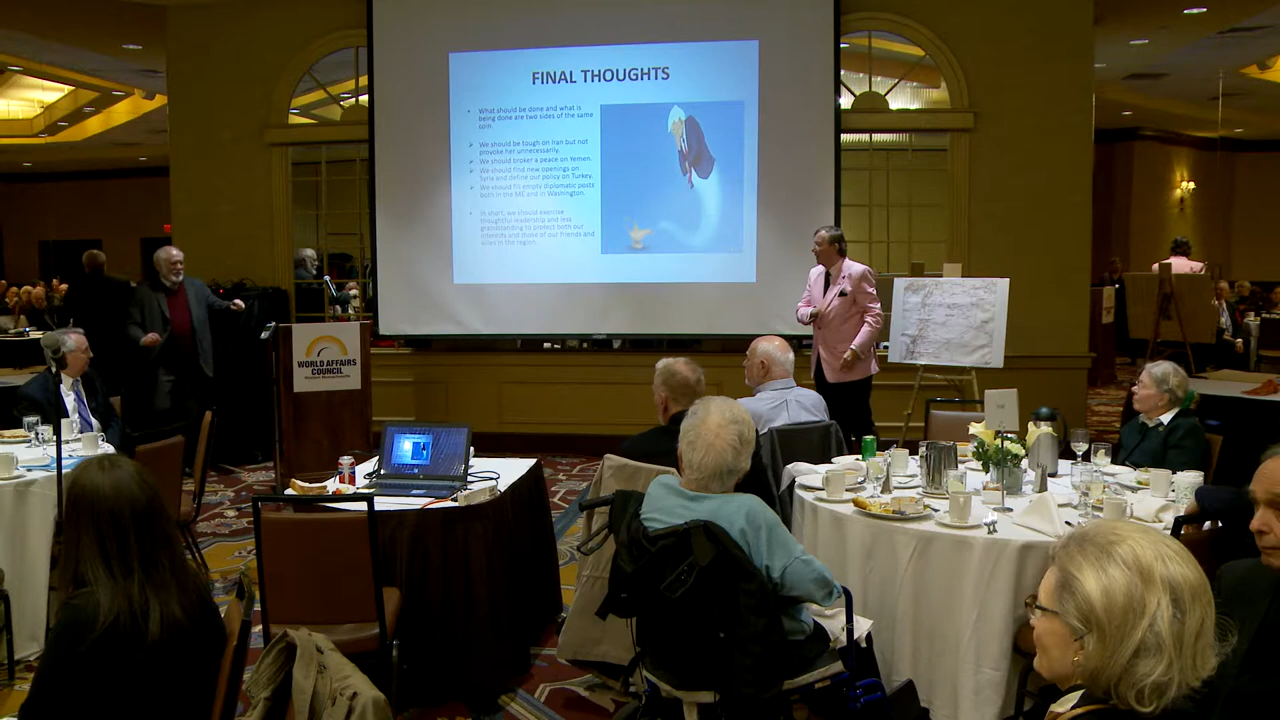 FINAL THOUGHTS
What should be done and what is
being done are two sides of the same
coin.
We should be tough on Iran but not
provoke her unnecessarily.
We should broker a peace on Yemen.
We should find new openings on
Syria and define our policy on Turkey.
We should fill empty diplomatic posts
both in the ME and in Washington.
In short, we should exercise
thoughtful leadership and less
grandstanding to protect both our
interests and those of our friends and
allies in the region.
WORLD AFFAIRS
COUNCIL